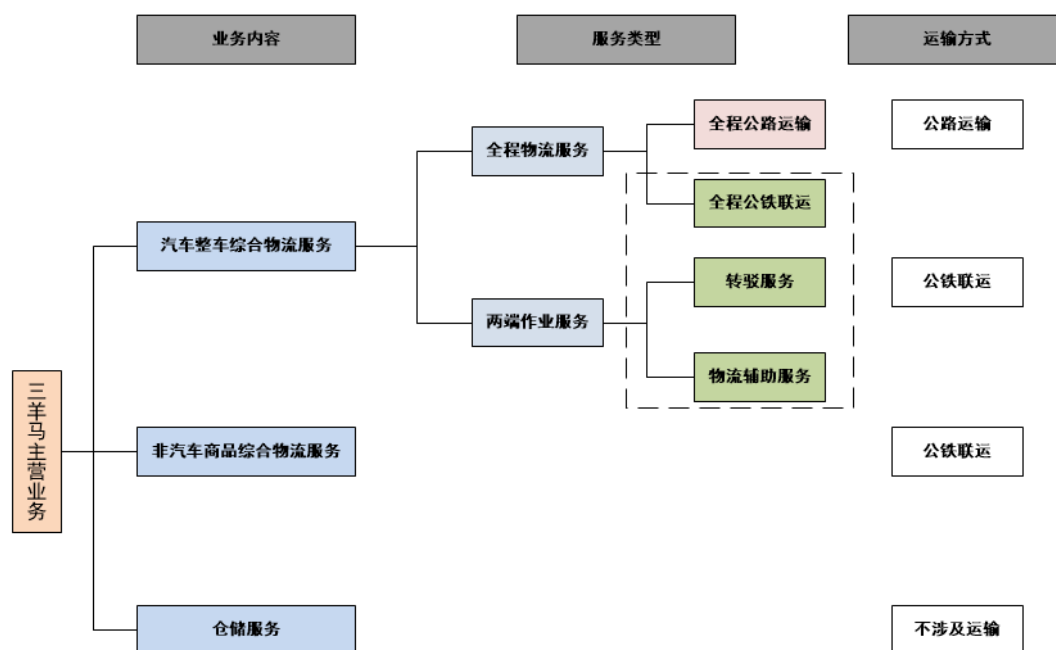 业务内容
服务类型
运输方式
全程公路运输
公路运输
全程物流服务
全程公铁联运
汽车整车综合物流服务
转驳服务
公铁联运
两端作业服务
物流辅助服务
三羊马主营业务
非汽车商品综合物流服务
公铁联运
仓储服务
不涉及运输